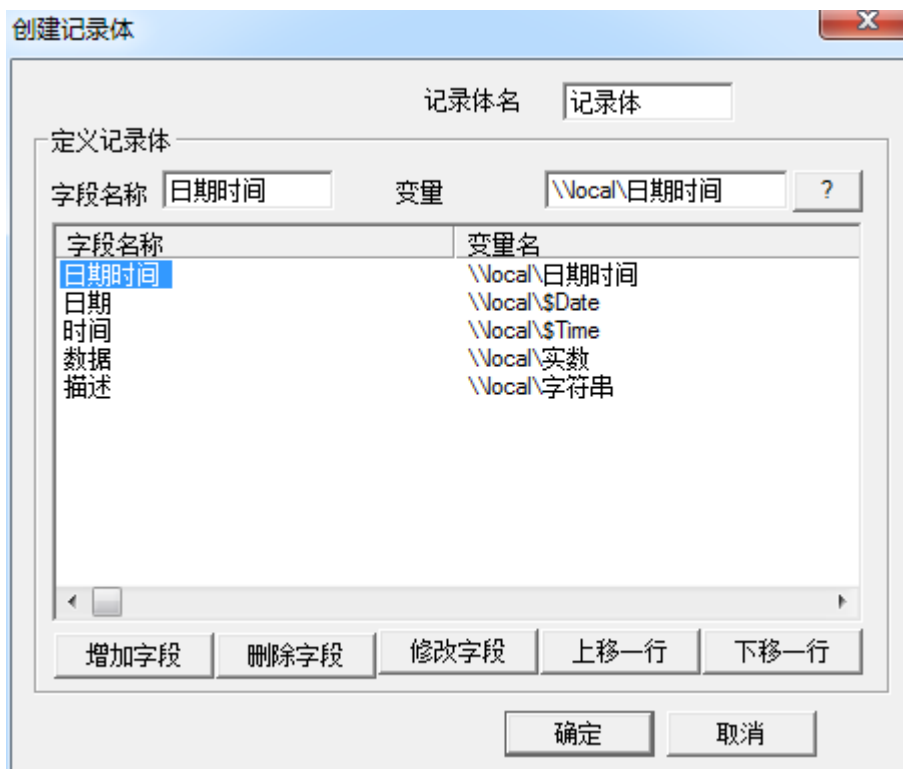 创建记录体
记录体名 记录体
定义记录体
字段名称 日期时间 变量 \\local\日期时间 ?
字段名称 变量名
日期时间 \\local\日期时间
日期 \\local\$Date
时间 \\local\$Time
数据 \\local\实数
描述 \\local\字符串
增加字段 删除字段 修改字段 上移一行 下移一行
确定 取消